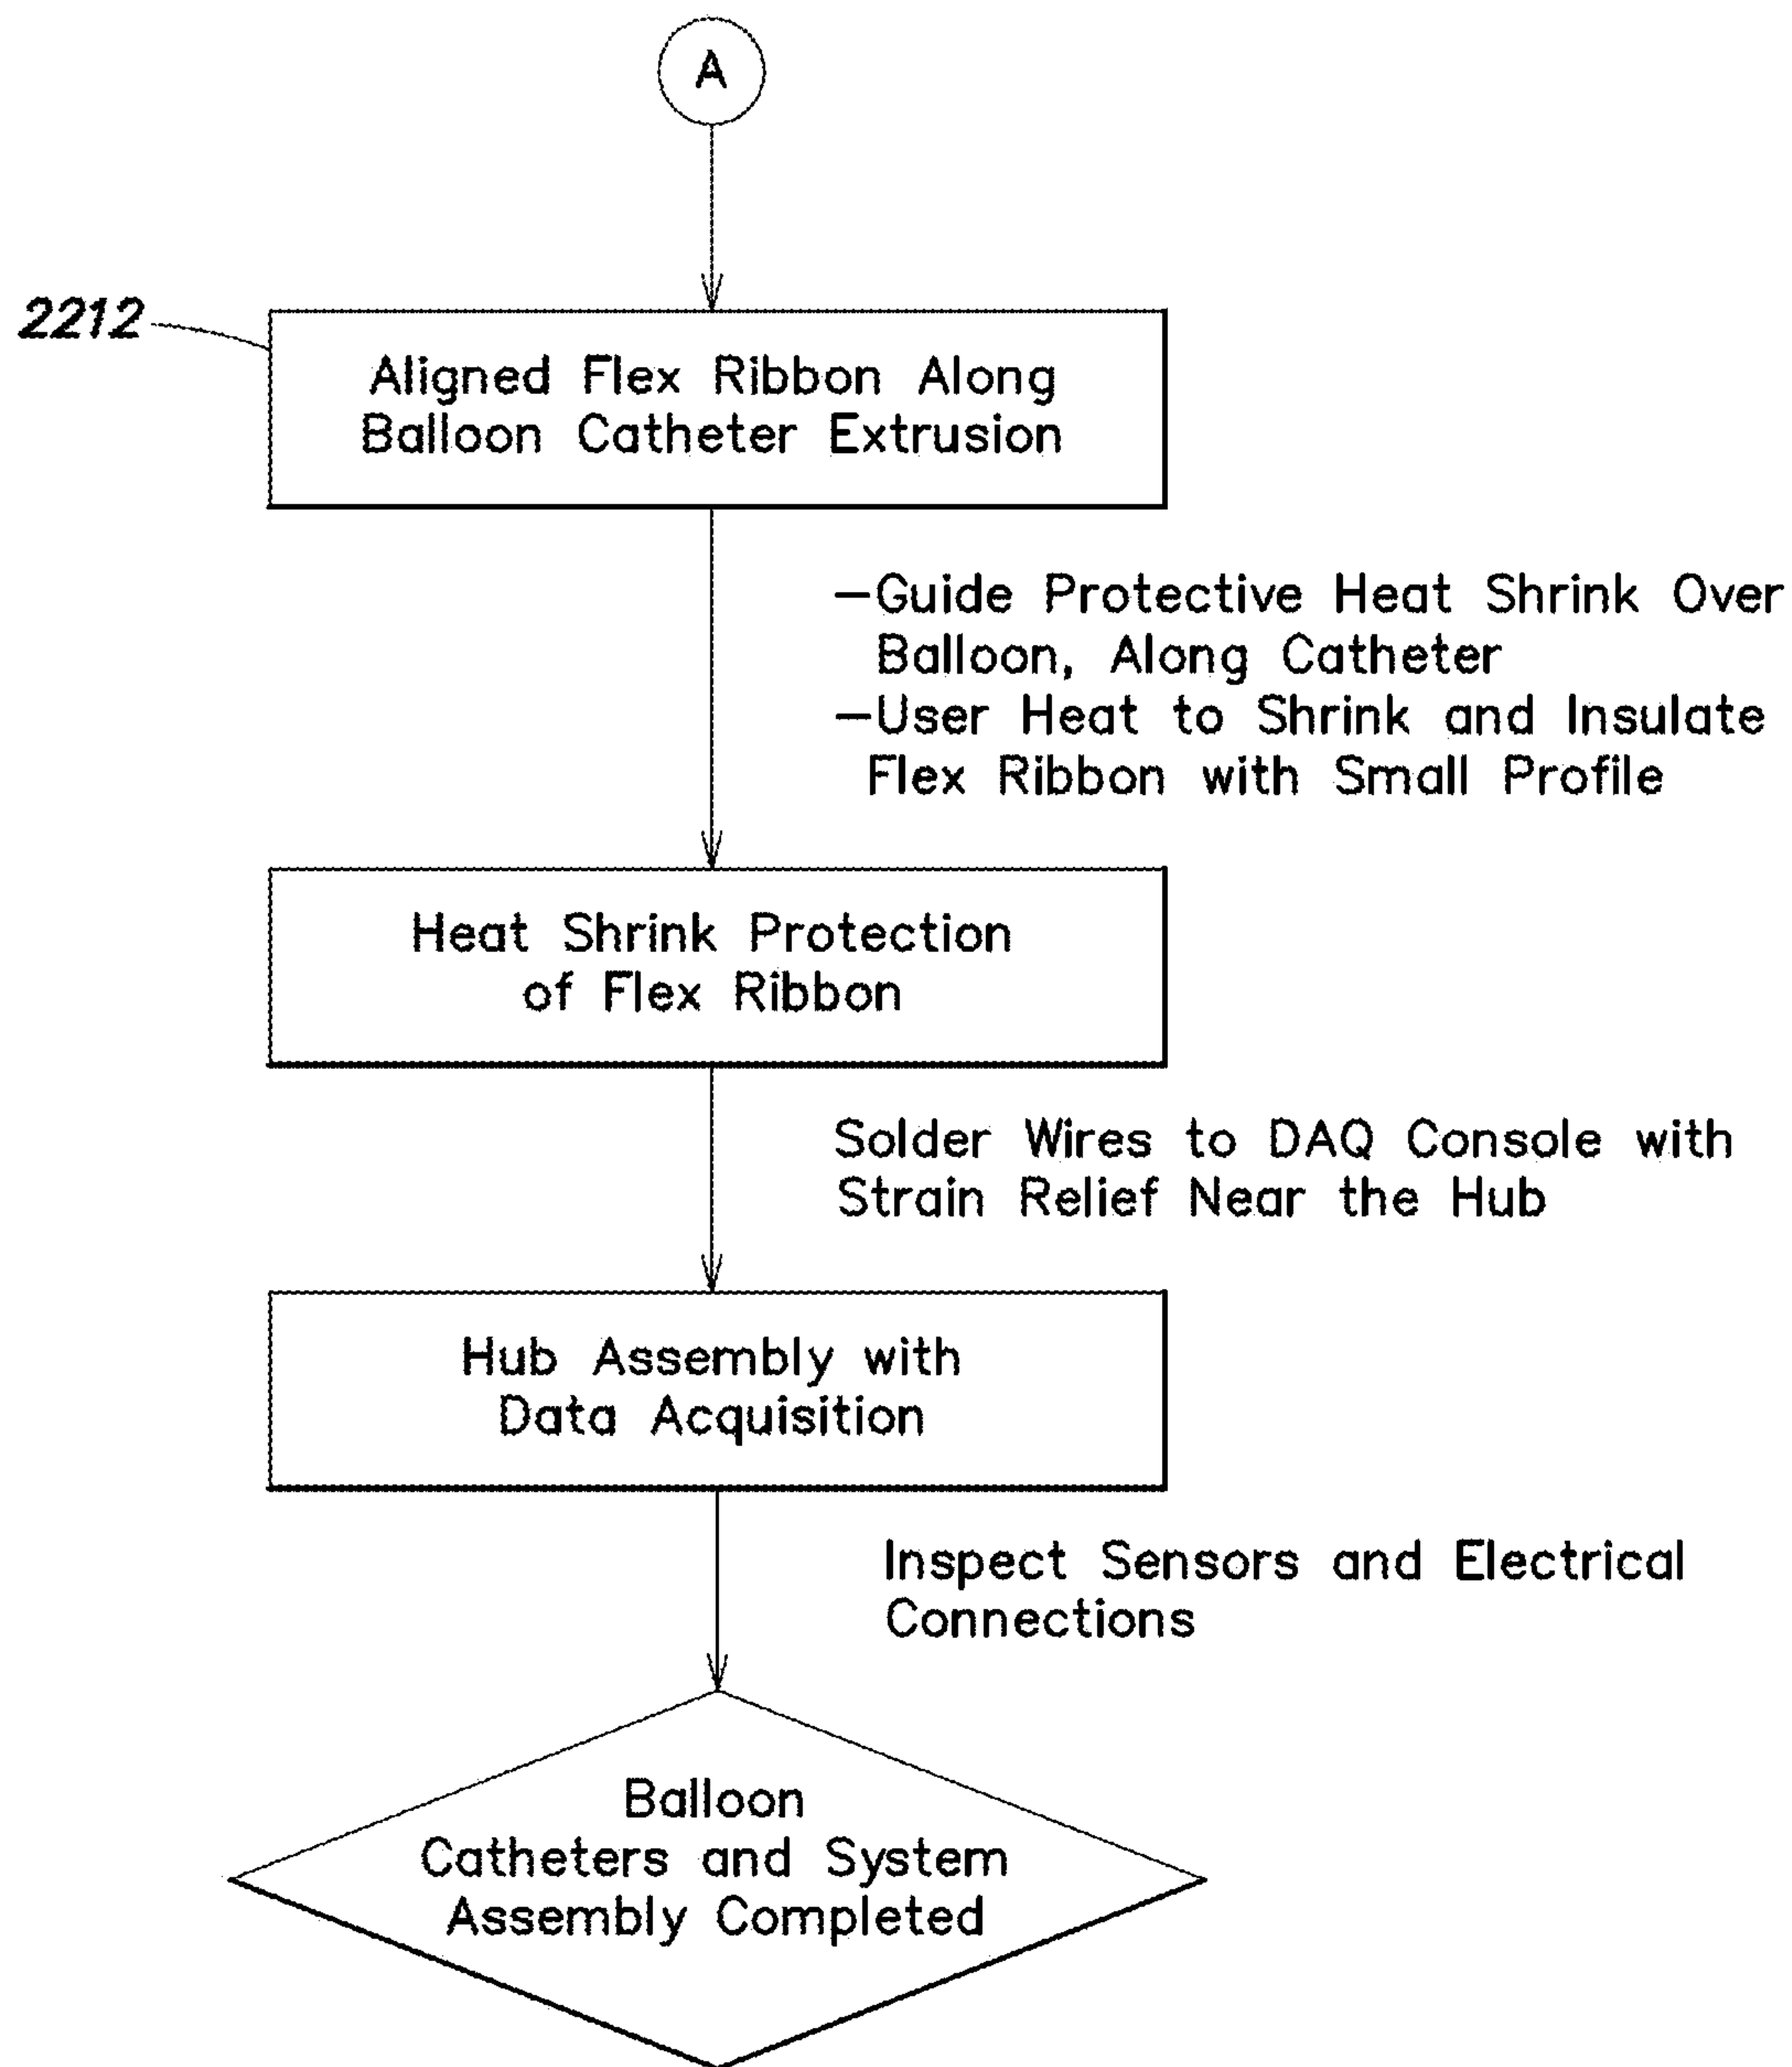 A
2212
Aligned Flex Ribbon Along
Balloon Catheter Extrusion
–Guide Protective Heat Shrink Over
Balloon, Along Catheter
–User Heat to Shrink and Insulate
Flex Ribbon with Small Profile
Heat Shrink Protection
of Flex Ribbon
Solder Wires to DAQ Console with
Strain Relief Near the Hub
Hub Assembly with
Data Acquisition
Inspect Sensors and Electrical
Connections
Balloon
Catheters and System
Assembly Completed